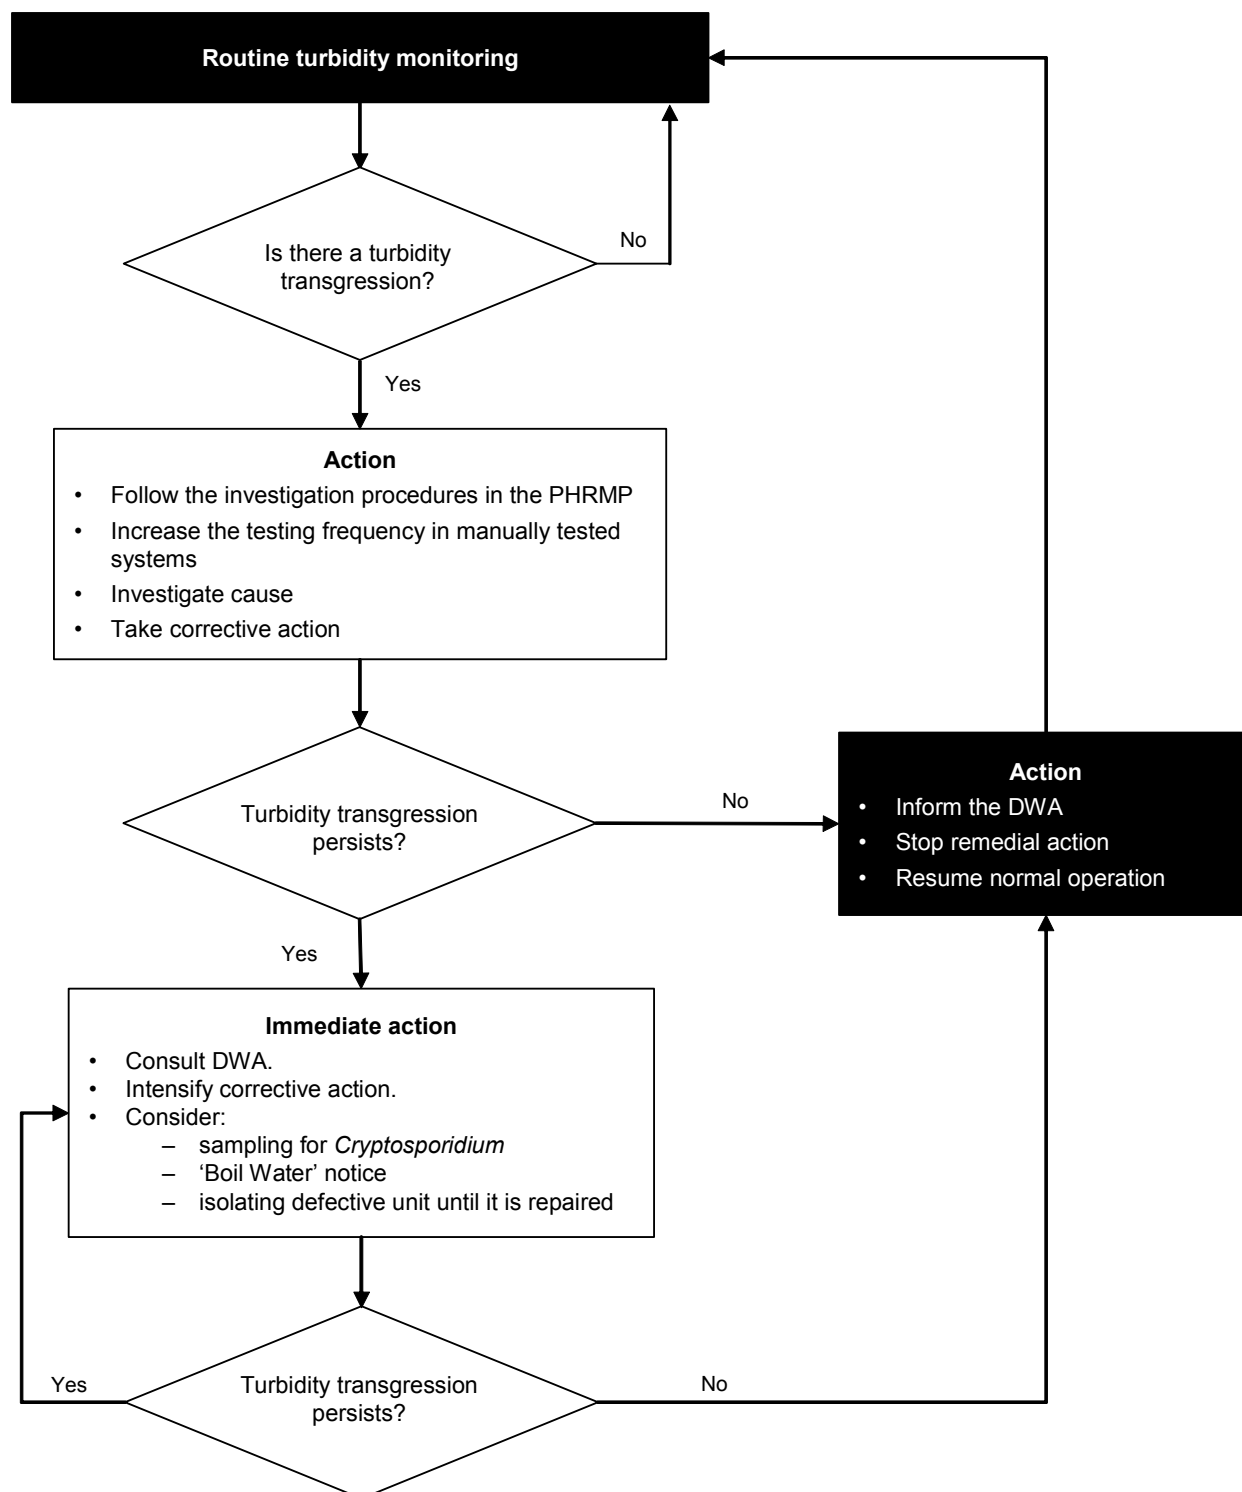 Routine turbidity monitoring
Is there a turbidity
transgression?
No
Yes
Action
• Follow the investigation procedures in the PHRMP
• Increase the testing frequency in manually tested
systems
• Investigate cause
• Take corrective action
Turbidity transgression
persists?
No
Action
• Inform the DWA
• Stop remedial action
• Resume normal operation
Yes
Immediate action
• Consult DWA.
• Intensify corrective action.
• Consider:
– sampling for Cryptosporidium
– ‘Boil Water’ notice
– isolating defective unit until it is repaired
Yes
Turbidity transgression
persists?
No